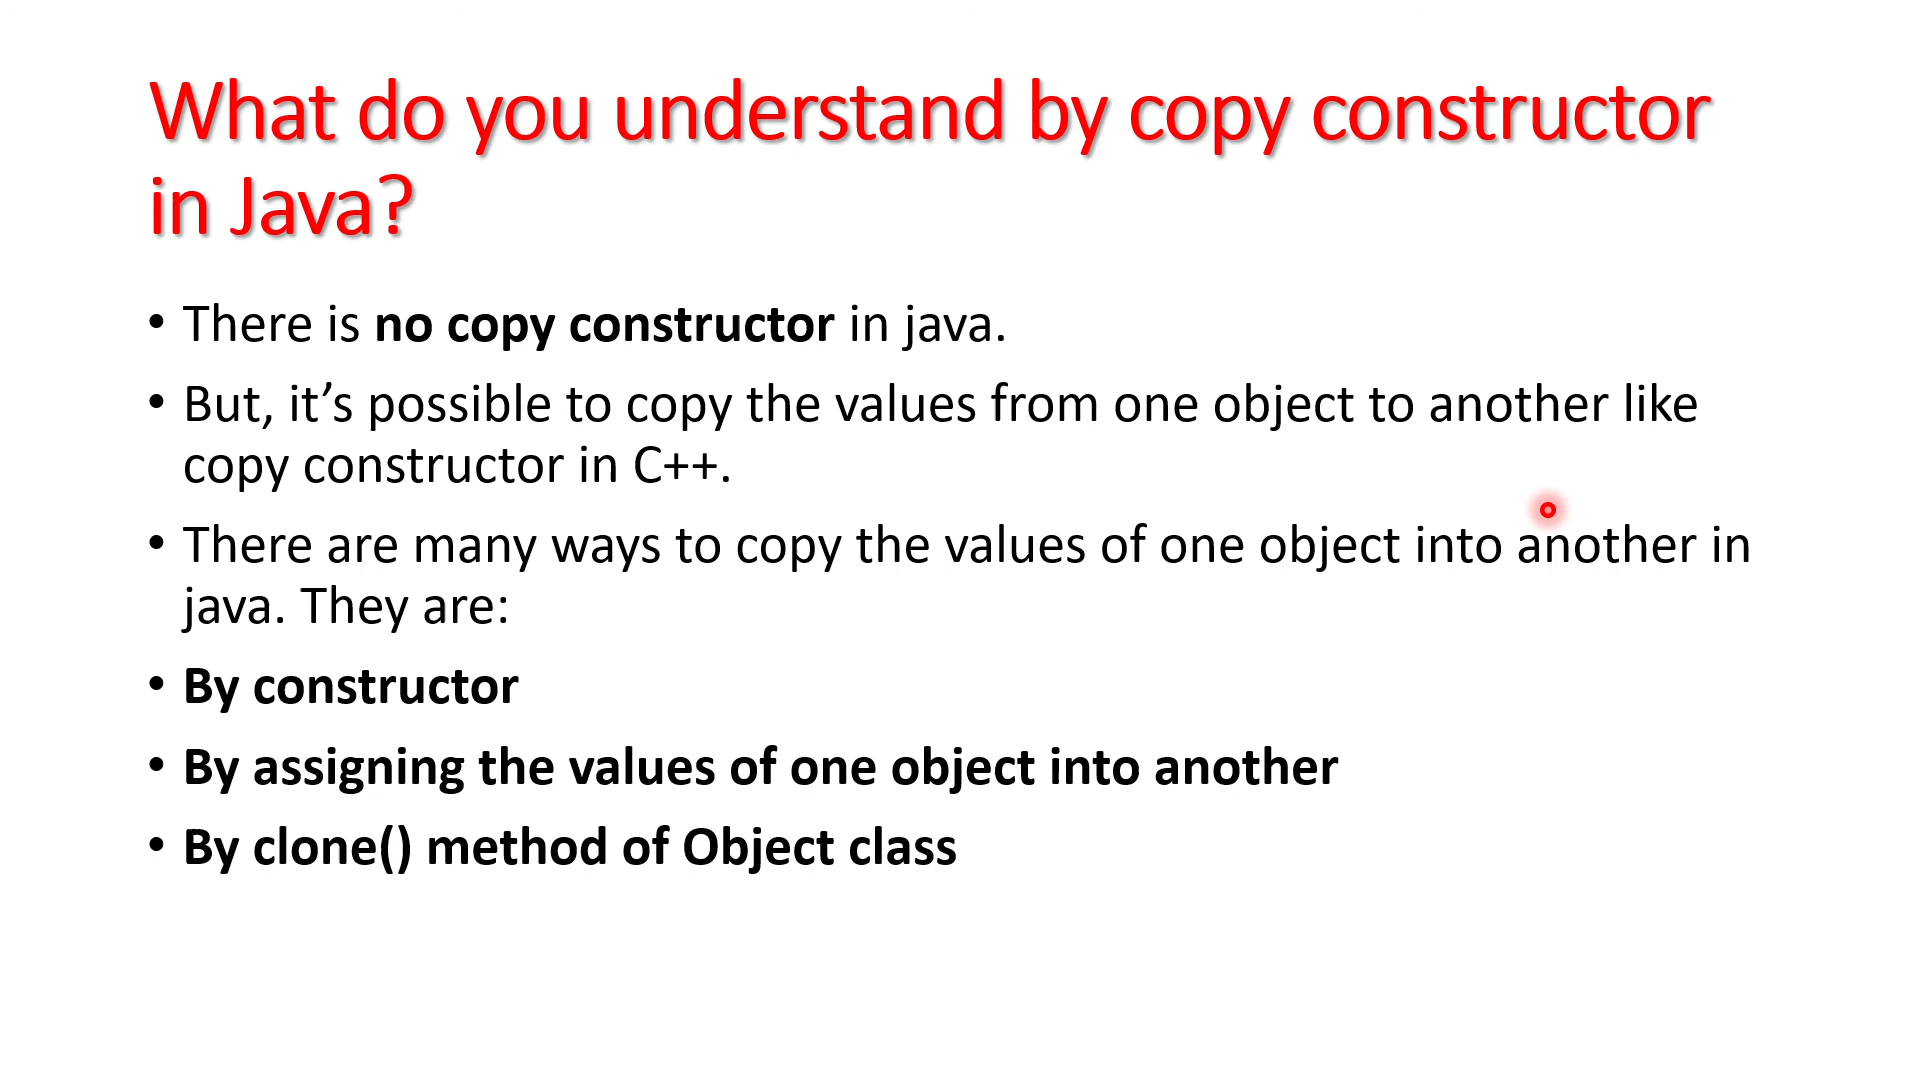 What do you understand by copy constructor
in Java?
• There is no copy constructor in java.
• But, it’s possible to copy the values from one object to another like
copy constructor in C++.
• There are many ways to copy the values of one object into another in
java. They are:
• By constructor
• By assigning the values of one object into another
• By clone() method of Object class